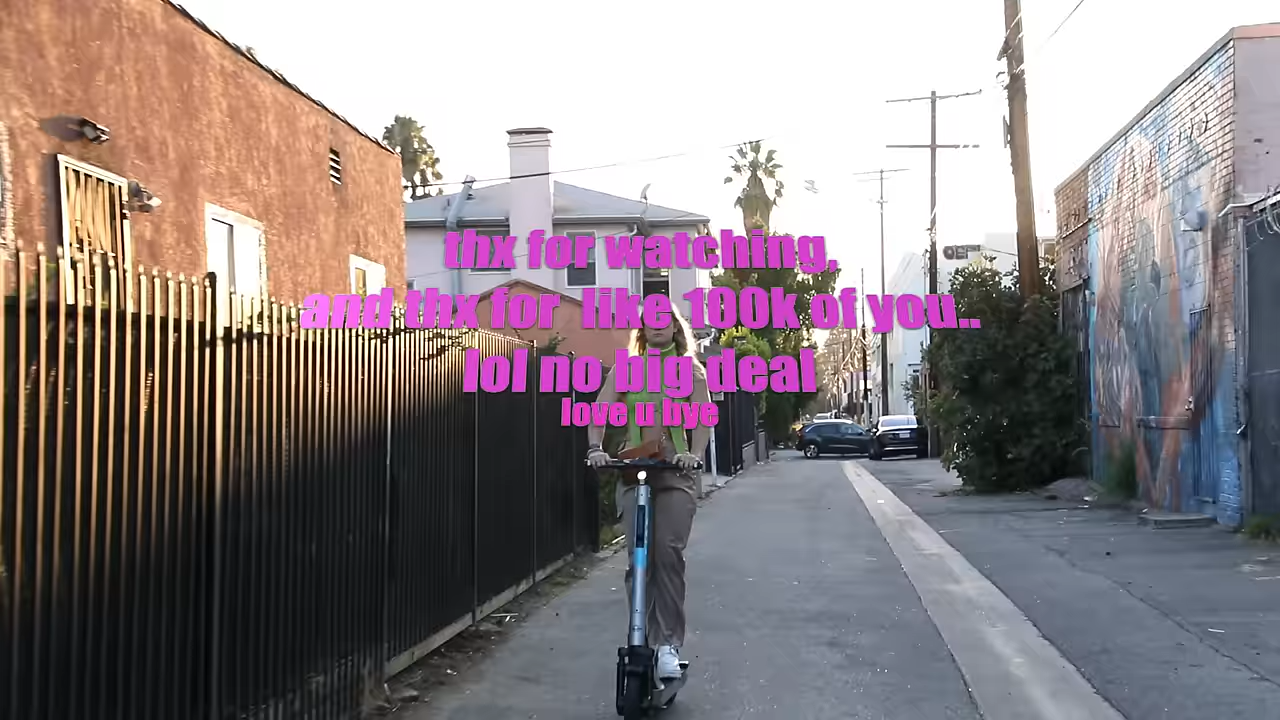 thx for watching,
and thx for like 100k of you..
lol no big deal
love u bye